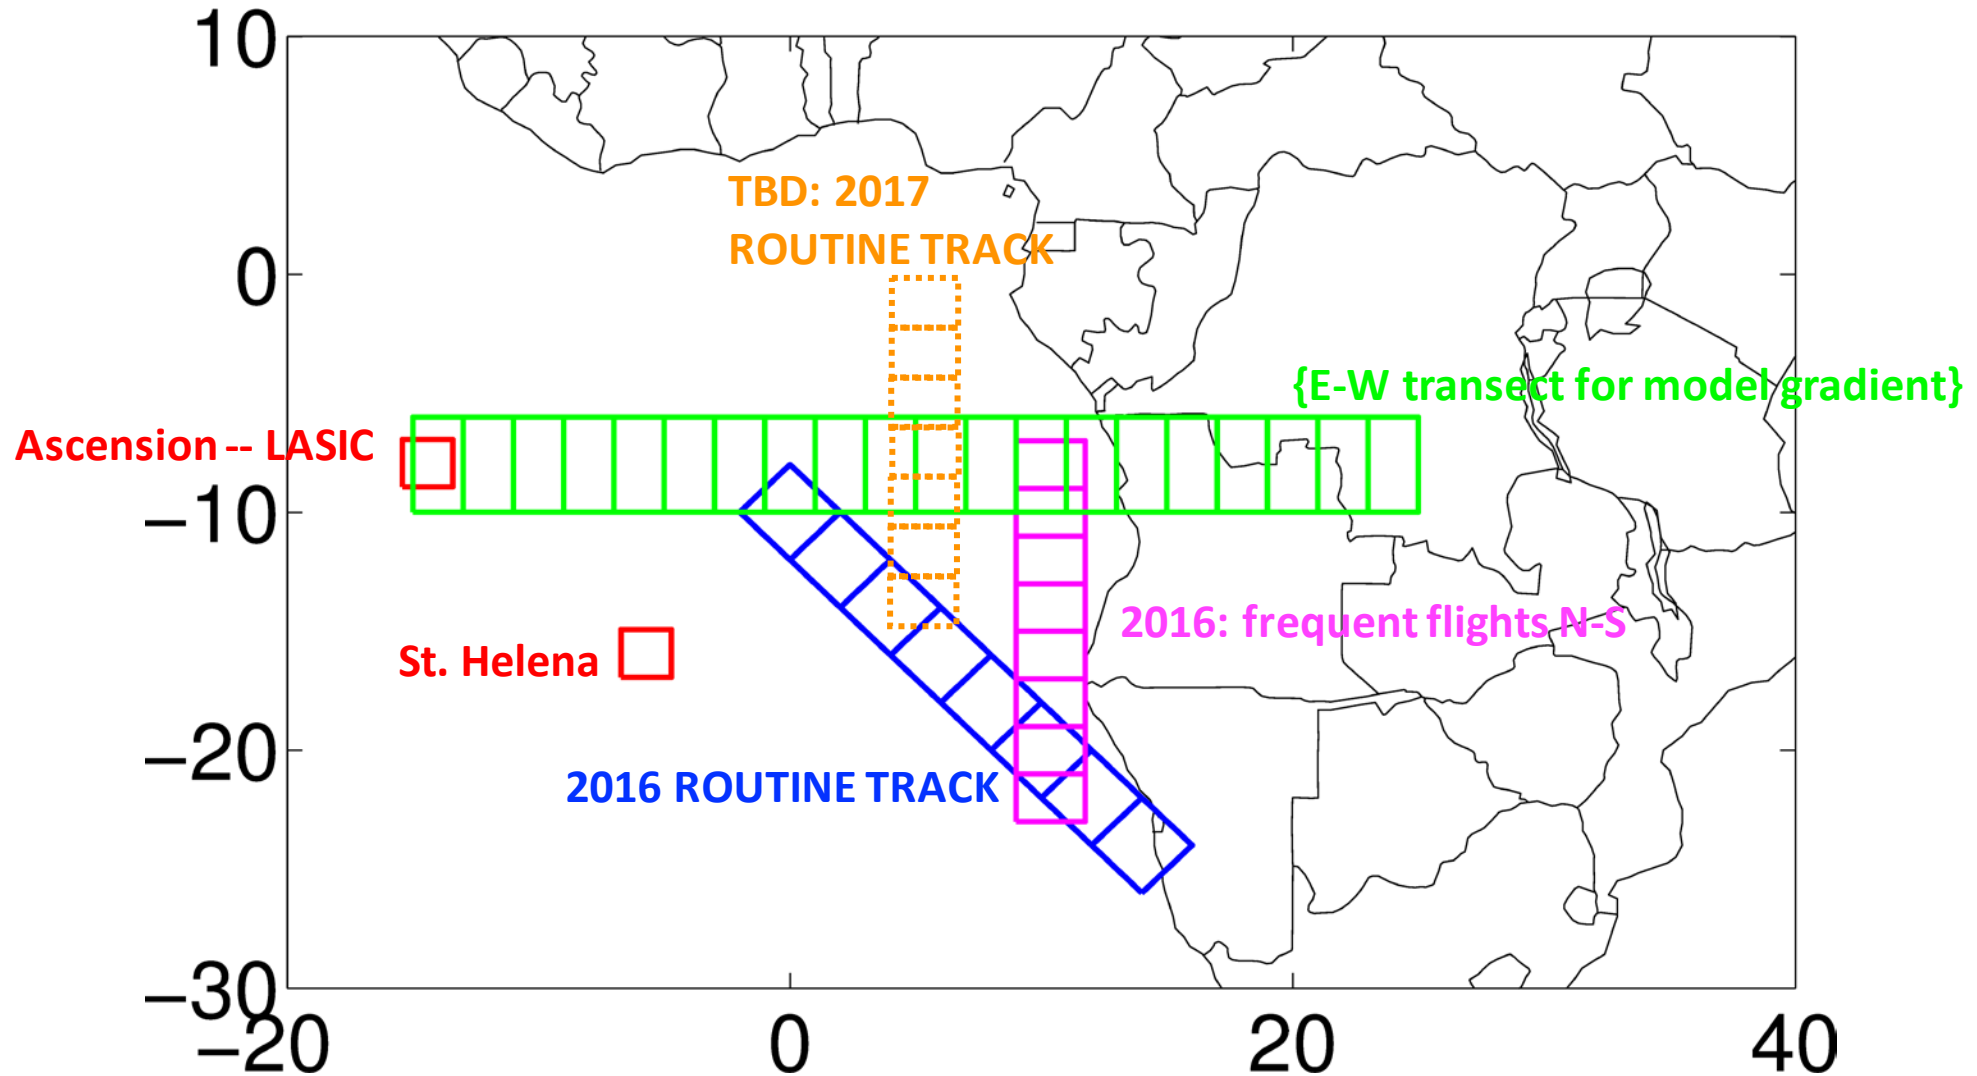 10
TBD: 2017
ROUTINE TRACK
0
{E-W transect for model gradient}
Ascension -- LASIC
−10
2016: frequent flights N-S
St. Helena
−20
2016 ROUTINE TRACK
−30
−20 0 20 40